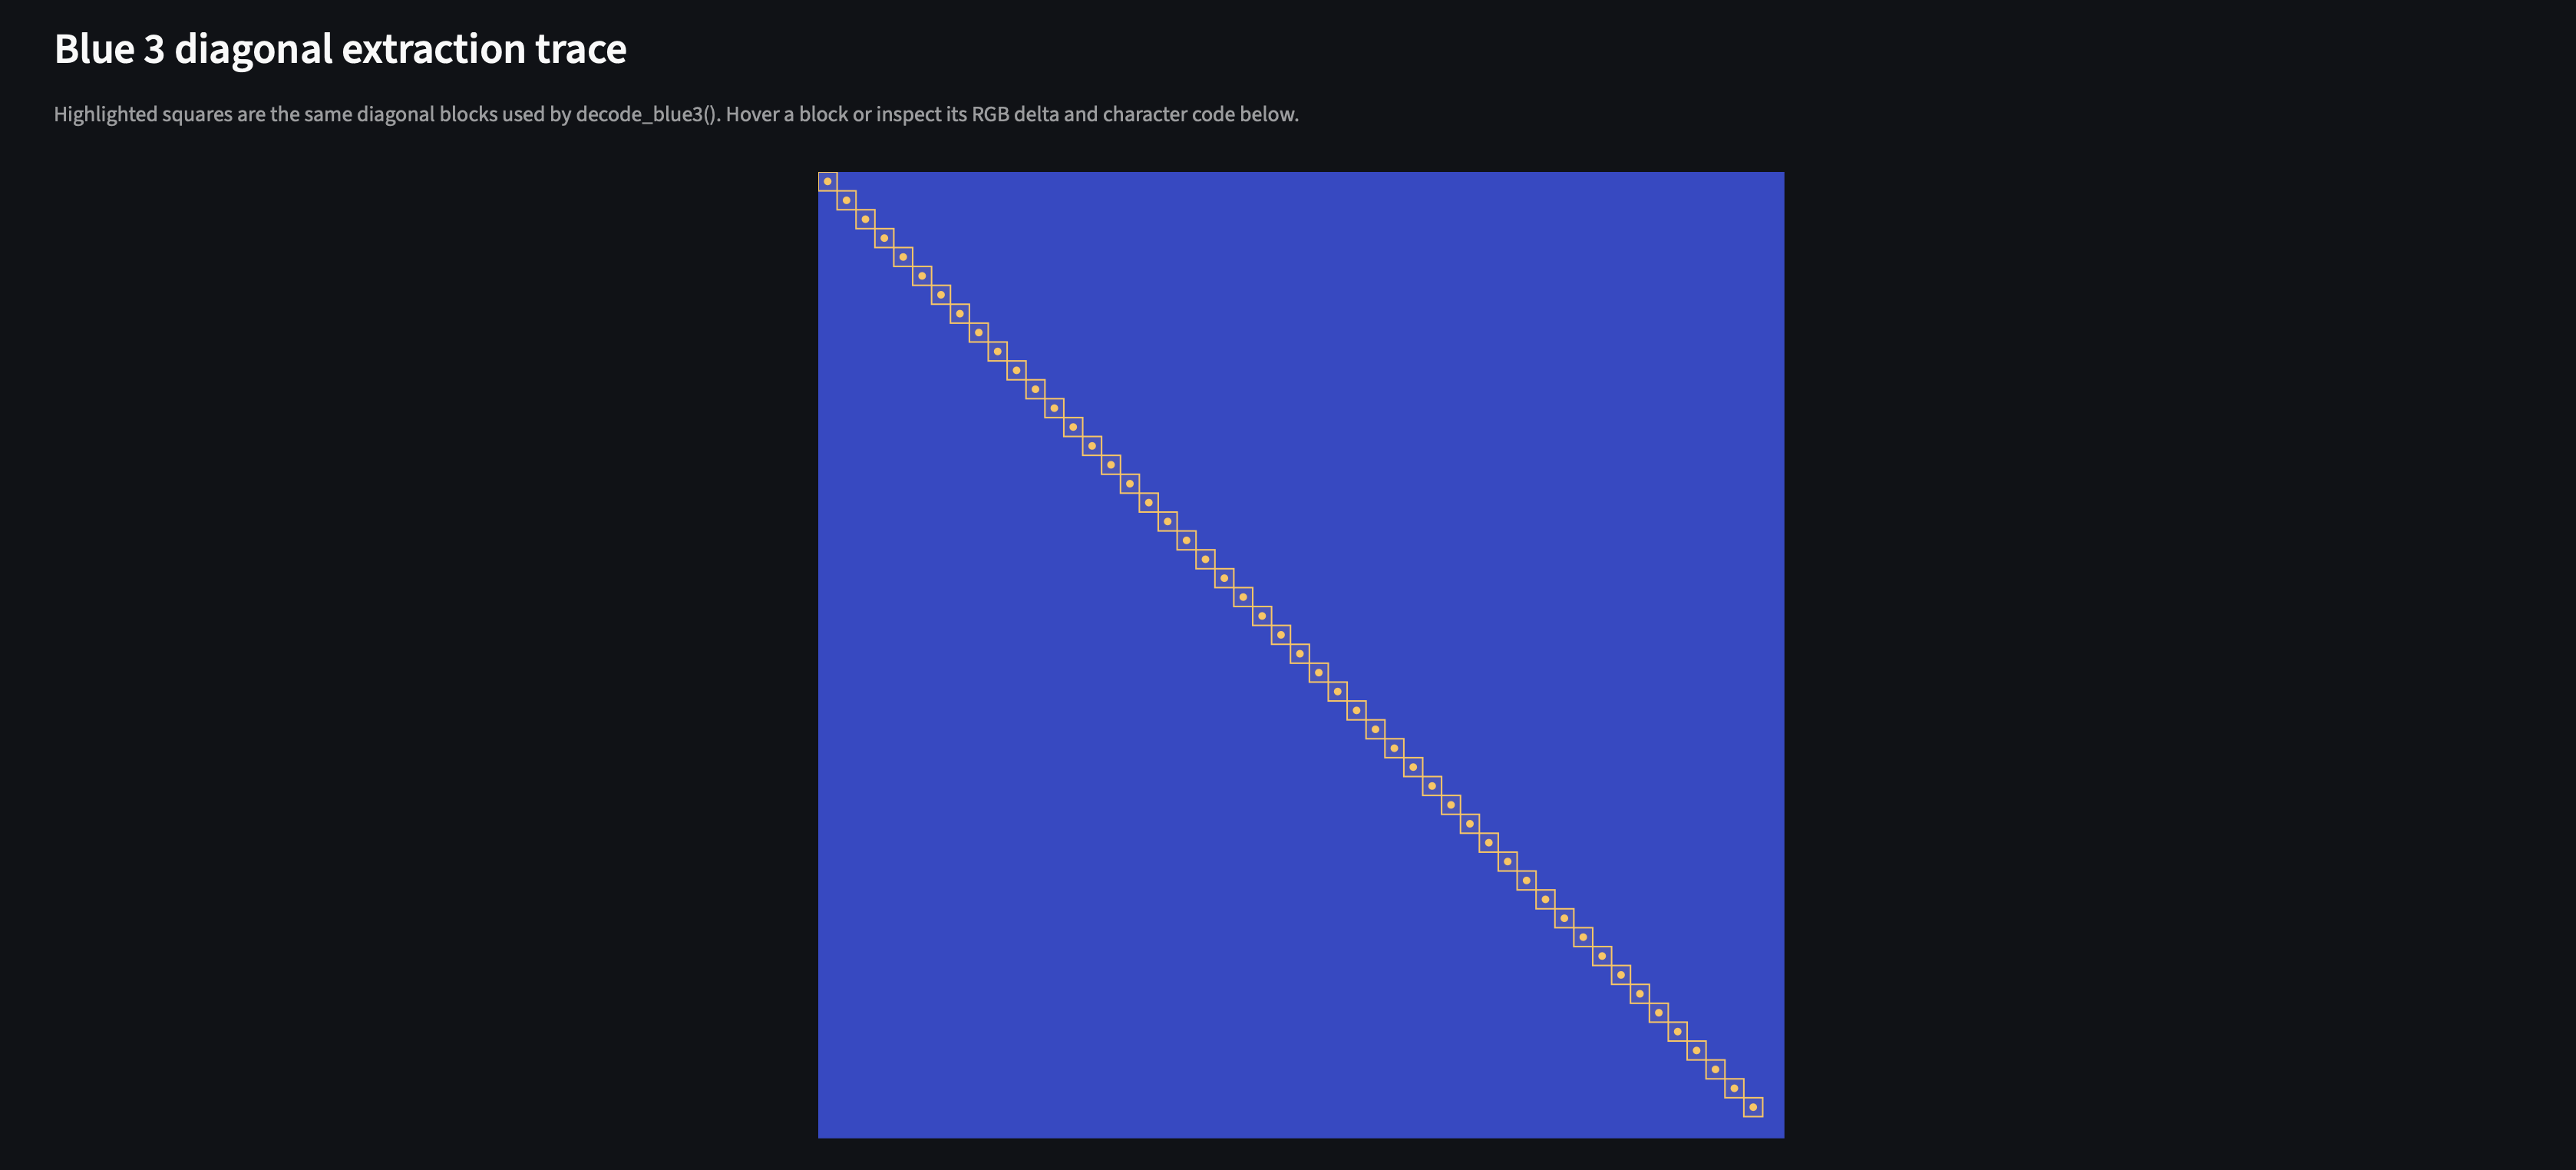 Blue 3 diagonal extraction trace
Highlighted squares are the same diagonal blocks used by decode_blue3(). Hover a block or inspect its RGB delta and character code below.